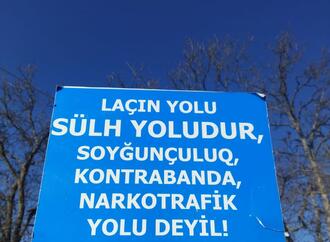 LAÇIN YOLU
SÜLH YOLUDUR,
SOYĞUNÇULUQ,
KONTRABANDA,
NARKOTRAFİK
YOLU DEYİL!